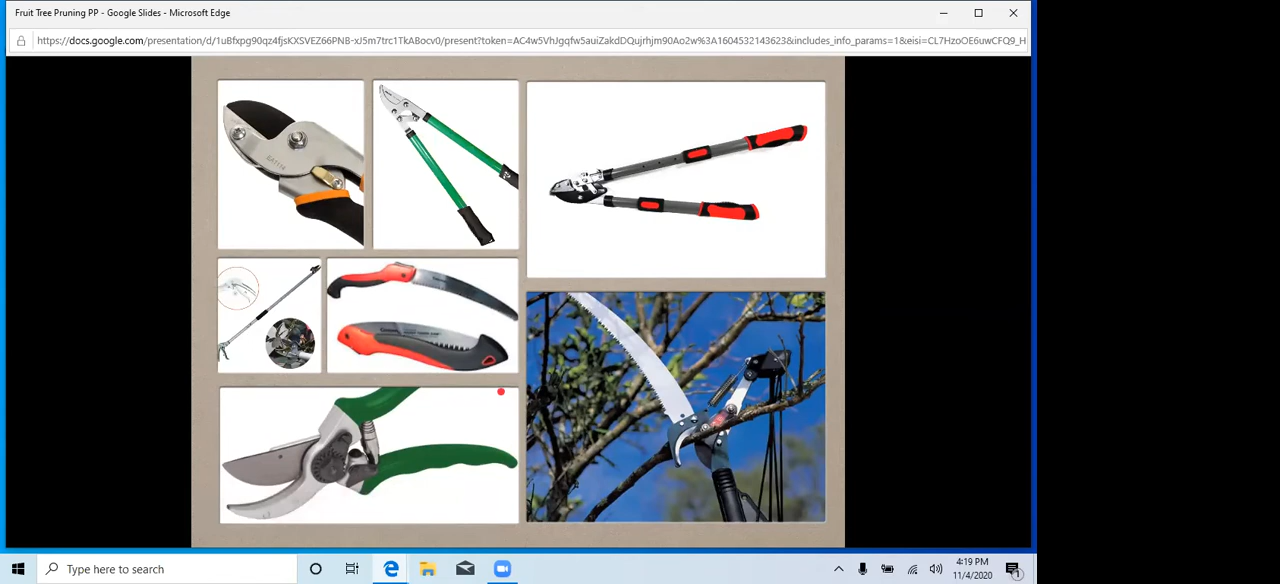 Fruit Tree Pruning PP - Google Slides - Microsoft Edge
https://docs.google.com/presentation/d/1uBfxpg90qz4fjsKXSVEZ66PNB-xJ5m7trc1TkABocv0/present?token=AC4w5VhJgqfw5auiZakdDQujrhjm90Ao2w%3A1604532143623&includes_info_params=1&eisi=CL7HzoOE6uwCFQ9_H
Type here to search
4:19 PM
11/4/2020